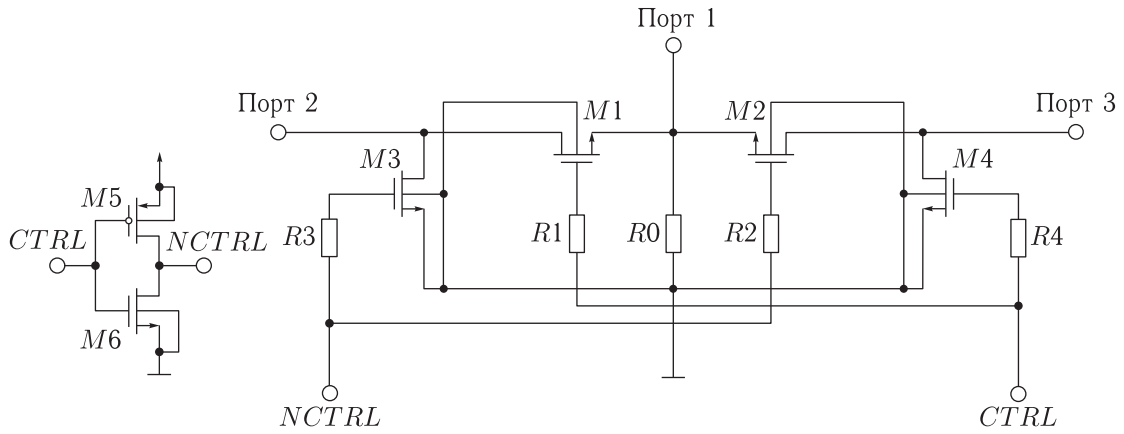 Порт 1
Порт 2
M1
M2
Порт 3
M3
M4
M5
CTRL
NCTRL
R3
R1
R0
R2
R4
M6
NCTRL
CTRL